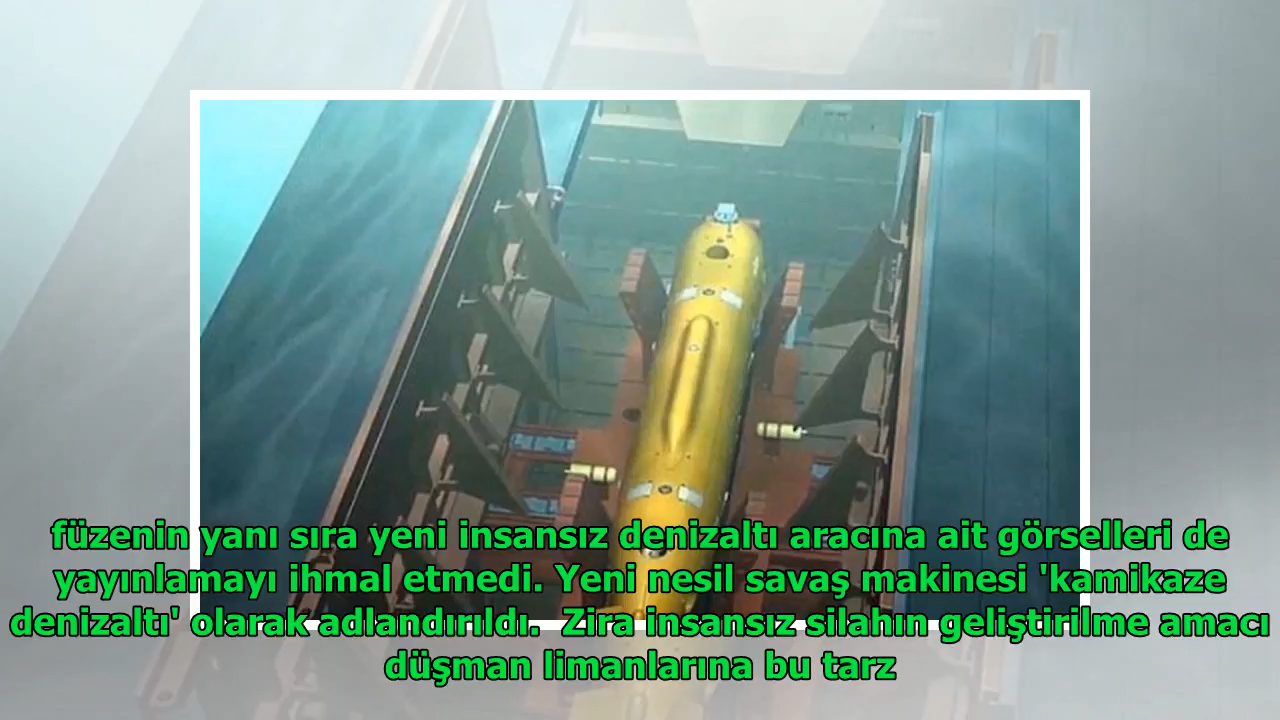 füzenin yanı sıra yeni insansız denizaltı aracına ait görselleri de
yayınlamayı ihmal etmedi. Yeni nesil savaş makinesi 'kamikaze
denizaltı' olarak adlandırıldı.  Zira insansız silahın geliştirilme amacı
düşman limanlarına bu tarz